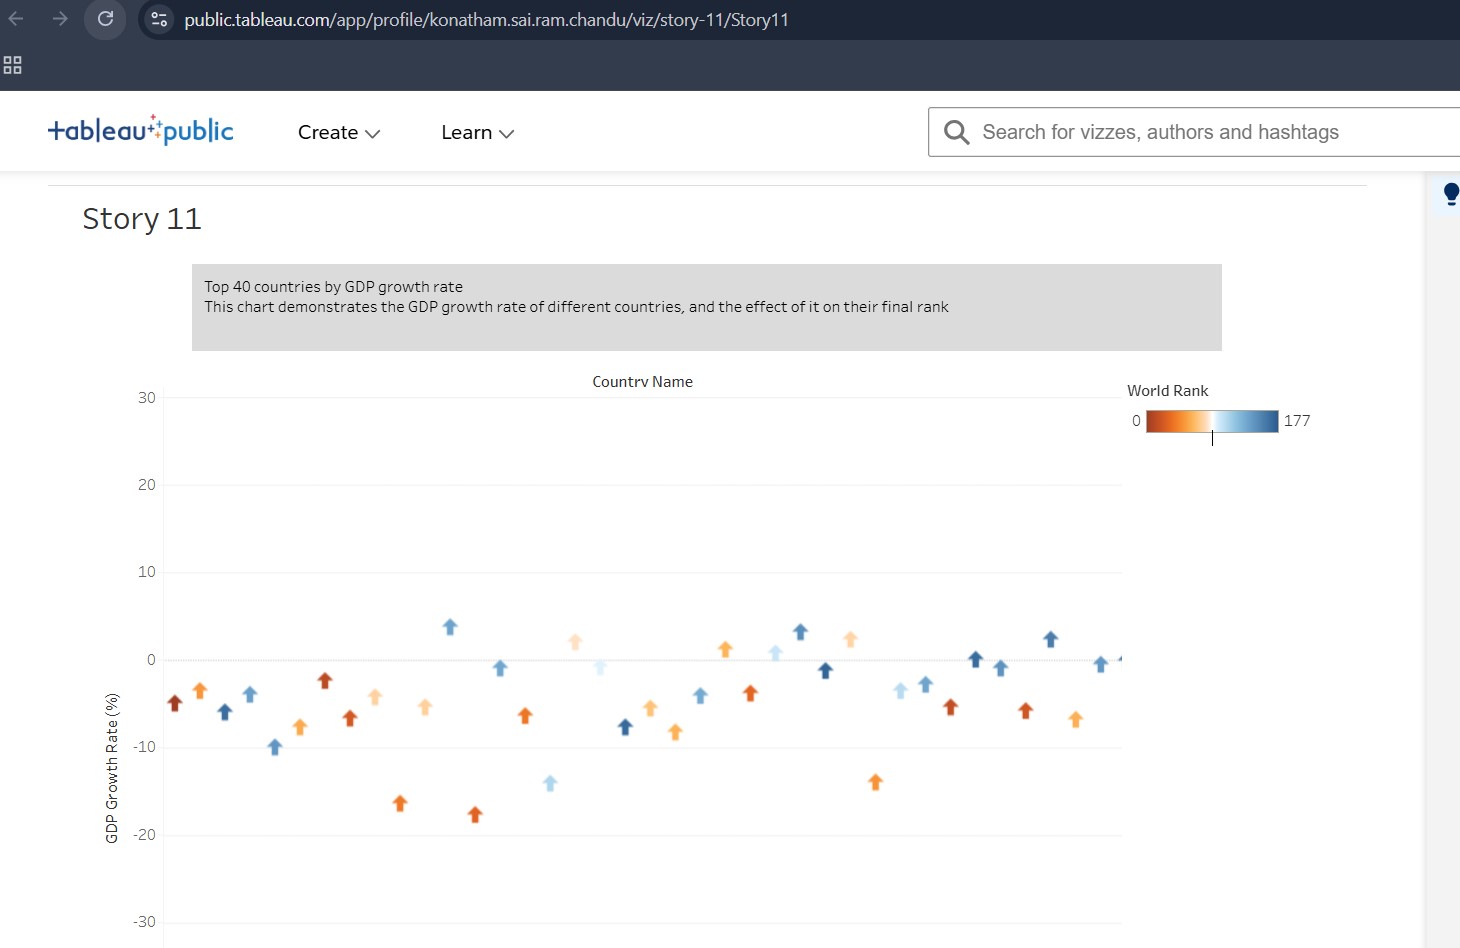 public.tableau.com/app/profile/konatham.sai.ram.chandu/viz/story-11/Story11
tableau public
Create
Learn
Search for vizzes, authors and hashtags
Story 11
Top 40 countries by GDP growth rate
This chart demonstrates the GDP growth rate of different countries, and the effect of it on their final rank
Country Name
World Rank
0
177
30
20
10
0
-10
-20
-30
GDP Growth Rate (%)